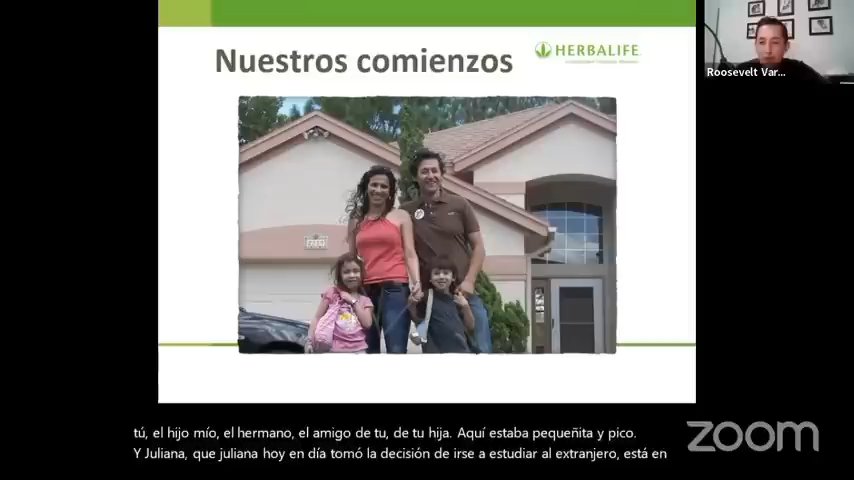 Nuestros comienzos
HERBALIFE
Roosevelt Var...
tú, el hijo mío, el hermano, el amigo de tu, de tu hija. Aquí estaba pequeñita y pico.
Y Juliana, que juliana hoy en día tomó la decisión de irse a estudiar al extranjero, está en
zoom